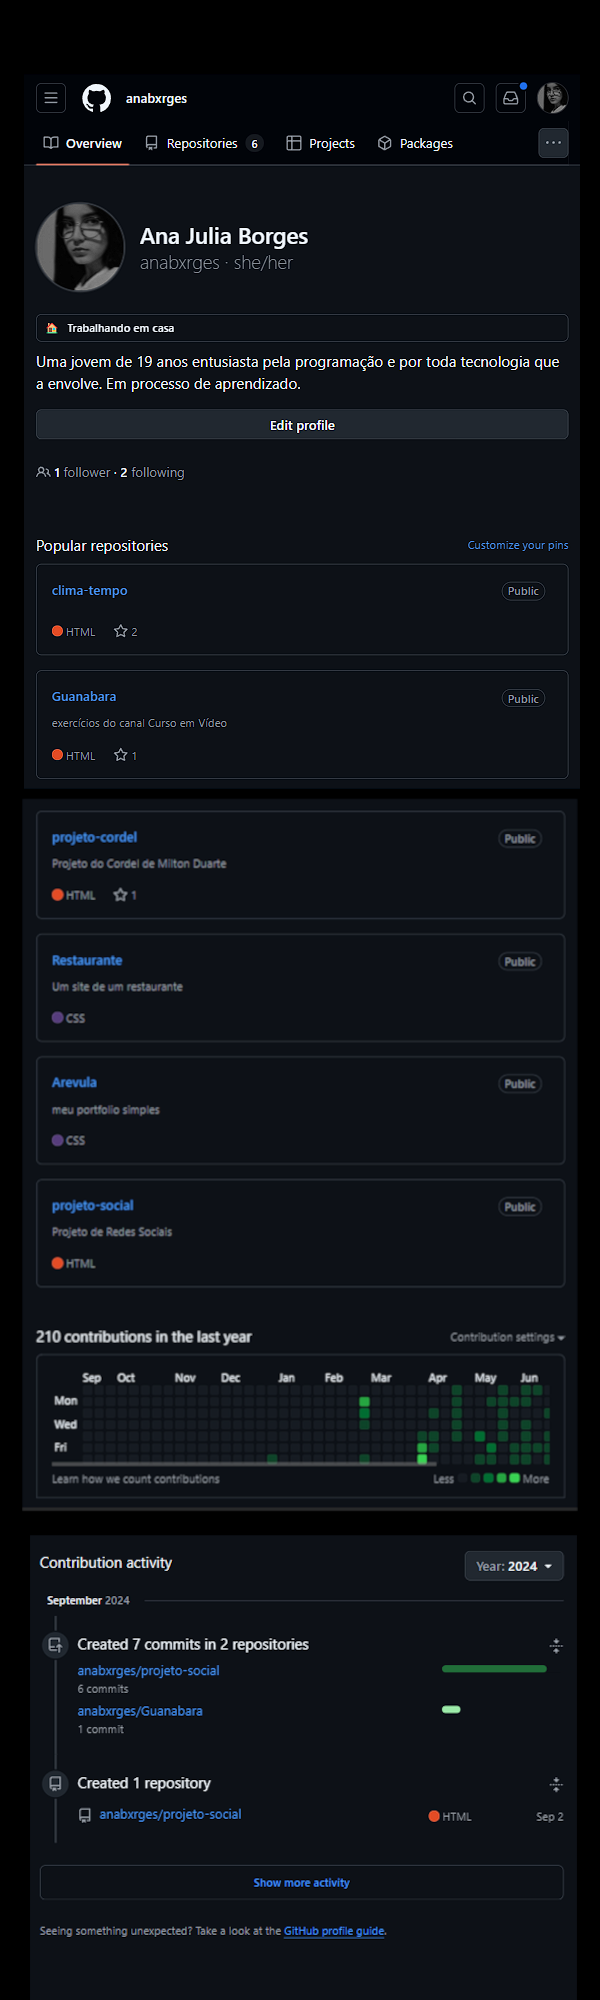 anabxrges
Overview
Repositories 6
Projects
Packages
Ana Julia Borges
anabxrges · she/her
Trabalhando em casa
Uma jovem de 19 anos entusiasta pela programação e por toda tecnologia que
a envolve. Em processo de aprendizado.
Edit profile
1 follower · 2 following
Popular repositories
Customize your pins
clima-tempo
Public
HTML
2
Guanabara
Public
exercícios do canal Curso em Vídeo
HTML
1
projeto-cordel
Public
Projeto do Cordel de Milton Duarte
HTML
1
Restaurante
Public
Um site de um restaurante
CSS
Arevula
Public
meu portfolio simples
CSS
projeto-social
Public
Projeto de Redes Sociais
HTML
210 contributions in the last year
Contribution settings
Sep Oct Nov Dec Jan Feb Mar Apr May Jun
Mon
Wed
Fri
Learn how we count contributions
Less
More
Contribution activity
Year: 2024
September 2024
Created 7 commits in 2 repositories
anabxrges/projeto-social
6 commits
anabxrges/Guanabara
1 commit
Created 1 repository
anabxrges/projeto-social
HTML
Sep 2
Show more activity
Seeing something unexpected? Take a look at the GitHub profile guide.